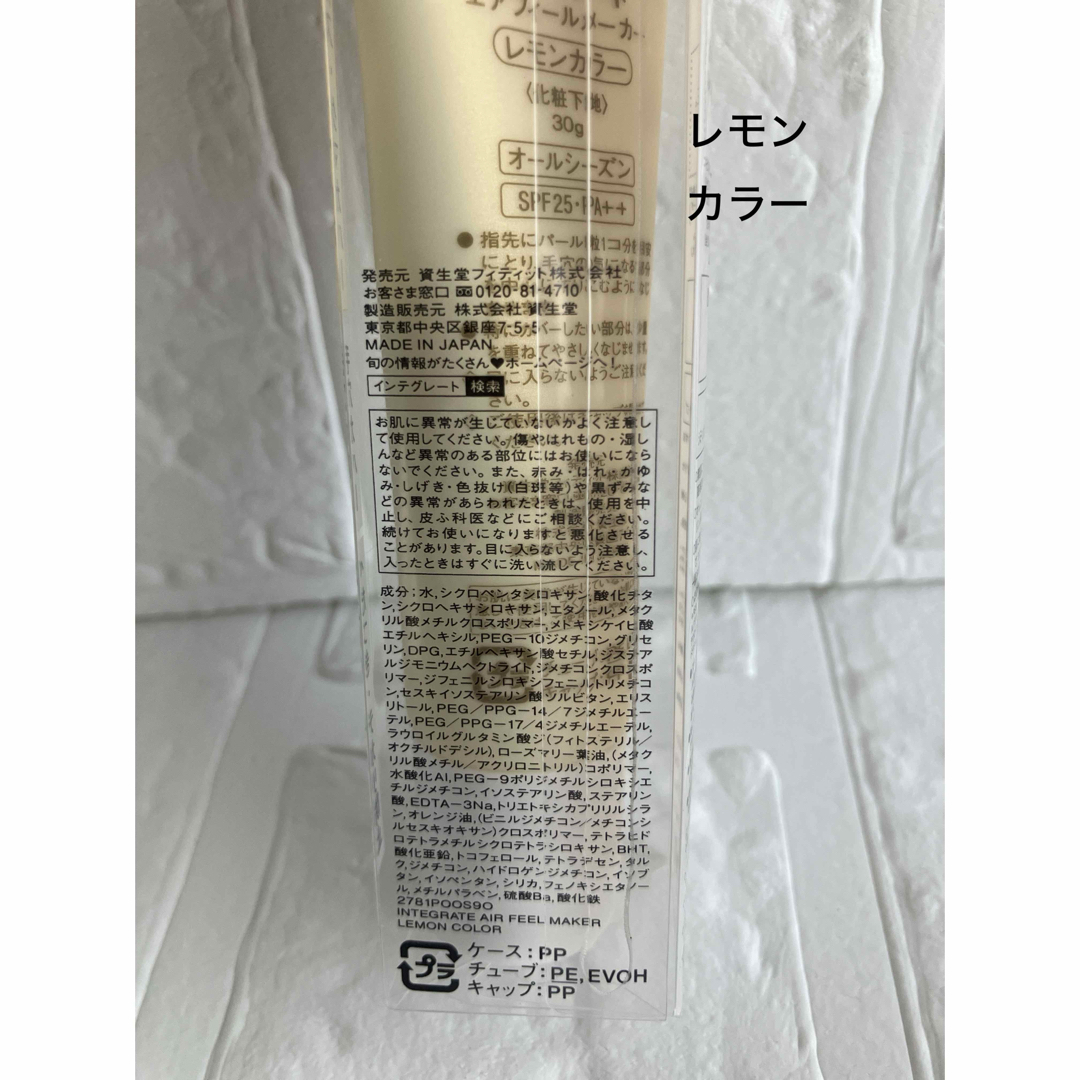 エアフィールメーカー
レモンカラー
〈化粧下地〉
30g
オールシーズン
SPF25・PA++
レモン
カラー
● 指先にパール1粒1コ分
にとり、毛穴の気になる
発売元 資生堂フィティット株式会社
お客さま窓口 0120-81-4710
製造販売元 株式会社資生堂
東京都中央区銀座7-5-5
MADE IN JAPAN
旬の情報がたくさん♥ホームページへ!
インテグレート 検索
お肌に異常が生じていないかよく注意し
て使用してください。傷やはれもの・湿し
んなど異常のある部位にはお使いになら
ないでください。また、赤み・はれ・かゆ
み・しげき・色抜け(白斑等)や黒ずみな
どの異常があらわれたときは、使用を中
止し、皮ふ科医などにご相談ください。
続けてお使いになりますと悪化させる
ことがあります。目に入らないよう注意し、
入ったときはすぐに洗い流してください。
成分:水,シクロペンタシロキサン,酸化チタ
ン,シクロヘキサシロキサン,エタノール,メタク
リル酸メチルクロスポリマー,メトキシケイヒ酸
エチルヘキシル,PEG-10ジメチコン,グリセ
リン,DPG,エチルヘキサン酸セチル,ジステア
ルジモニウムヘクトライト,ジメチコンクロスポ
リマー,ジフェニルシロキシフェニルトリメチコ
ン,セスキイソステアリン酸ソルビタン,エリス
リトール,PEG/PPG-14/7ジメチルエー
テル,PEG/PPG-17/4ジメチルエーテル,
ラウロイルグルタミン酸ジ(フィトステリル/
オクチルドデシル),ローズマリー葉油,(メタク
リル酸メチル/アクリロニトリル)コポリマー,
水酸化Al,PEG-9ポリジメチルシロキシエ
チルジメチコン,イソステアリン酸,ステアリン
酸,EDTA-3Na,トリエトキシカプリリルシラ
ン,オレンジ油,(ビニルジメチコン/メチコンシ
ルセスキオキサン)クロスポリマー,テトラヒド
ロテトラメチルシクロテトラシロキサン,BHT,
酸化亜鉛,トコフェロール,テトラデセン,タル
ク,ジメチコン,ハイドロゲンジメチコン,イソブ
タン,イソペンタン,シリカ,フェノキシエタノー
ル,メチルパラベン,硫酸Ba,酸化鉄
2781P00S90
INTEGRATE AIR FEEL MAKER
LEMON COLOR
プラ
ケース:PP
チューブ:PE,EVOH
キャップ:PP